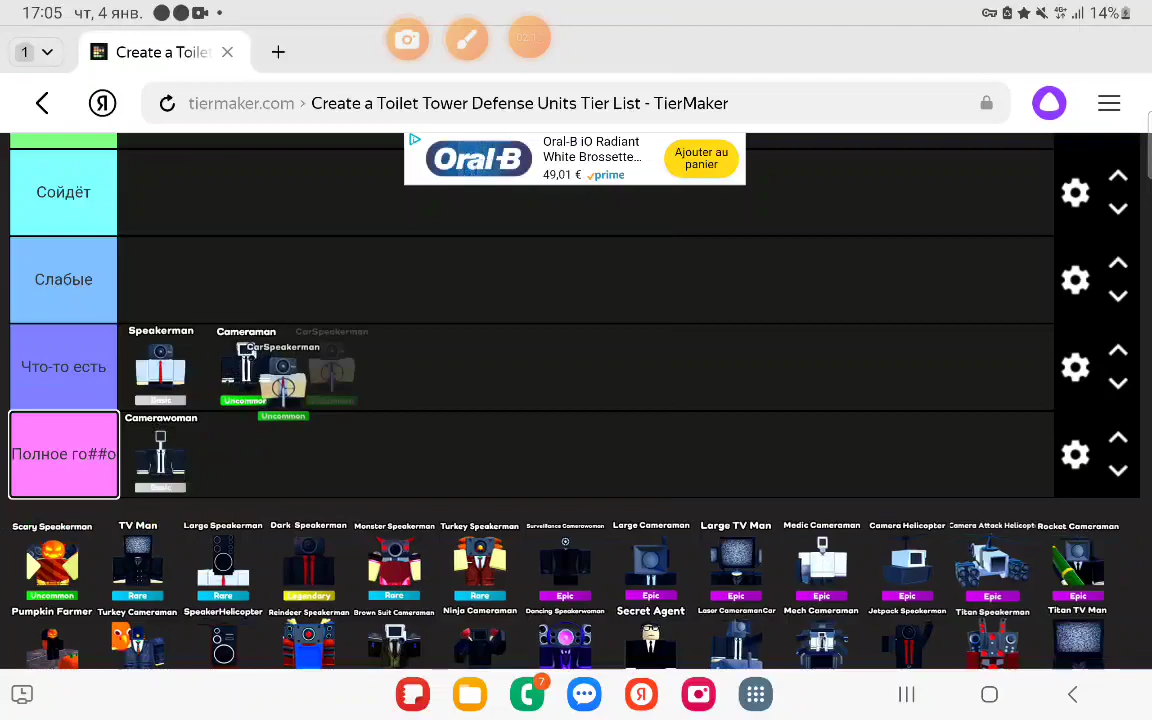 17:05 чт, 4 янв.
4G
14%
02:1
1
Create a Toilet
tiermaker.com > Create a Toilet Tower Defense Units Tier List - TierMaker
Oral-B
Oral-B iO Radiant
White Brossette...
49,01 € prime
Ajouter au
panier
Сойдёт
Слабые
Что-то есть
Speakerman
Basic
Cameraman
Uncommon
CarSpeakerman
CarSpeakerman
Uncommon
Uncommon
Полное го##о
Camerawoman
Basic
Scary Speakerman
TV Man
Large Speakerman
Dark Speakerman
Monster Speakerman
Turkey Speakerman
Surveillance Camerawoman
Large Cameraman
Large TV Man
Medic Cameraman
Camera Helicopter
Camera Attack Helicopt
Rocket Cameraman
Uncommon
Rare
Rare
Legendary
Rare
Rare
Epic
Epic
Epic
Epic
Epic
Epic
Epic
Pumpkin Farmer
Turkey Cameraman
SpeakerHelicopter
Reindeer Speakerman
Brown Suit Cameraman
Ninja Cameraman
Dancing Speakerwoman
Secret Agent
Laser CameramanCar
Mech Cameraman
Jetpack Speakerman
Titan Speakerman
Titan TV Man
7